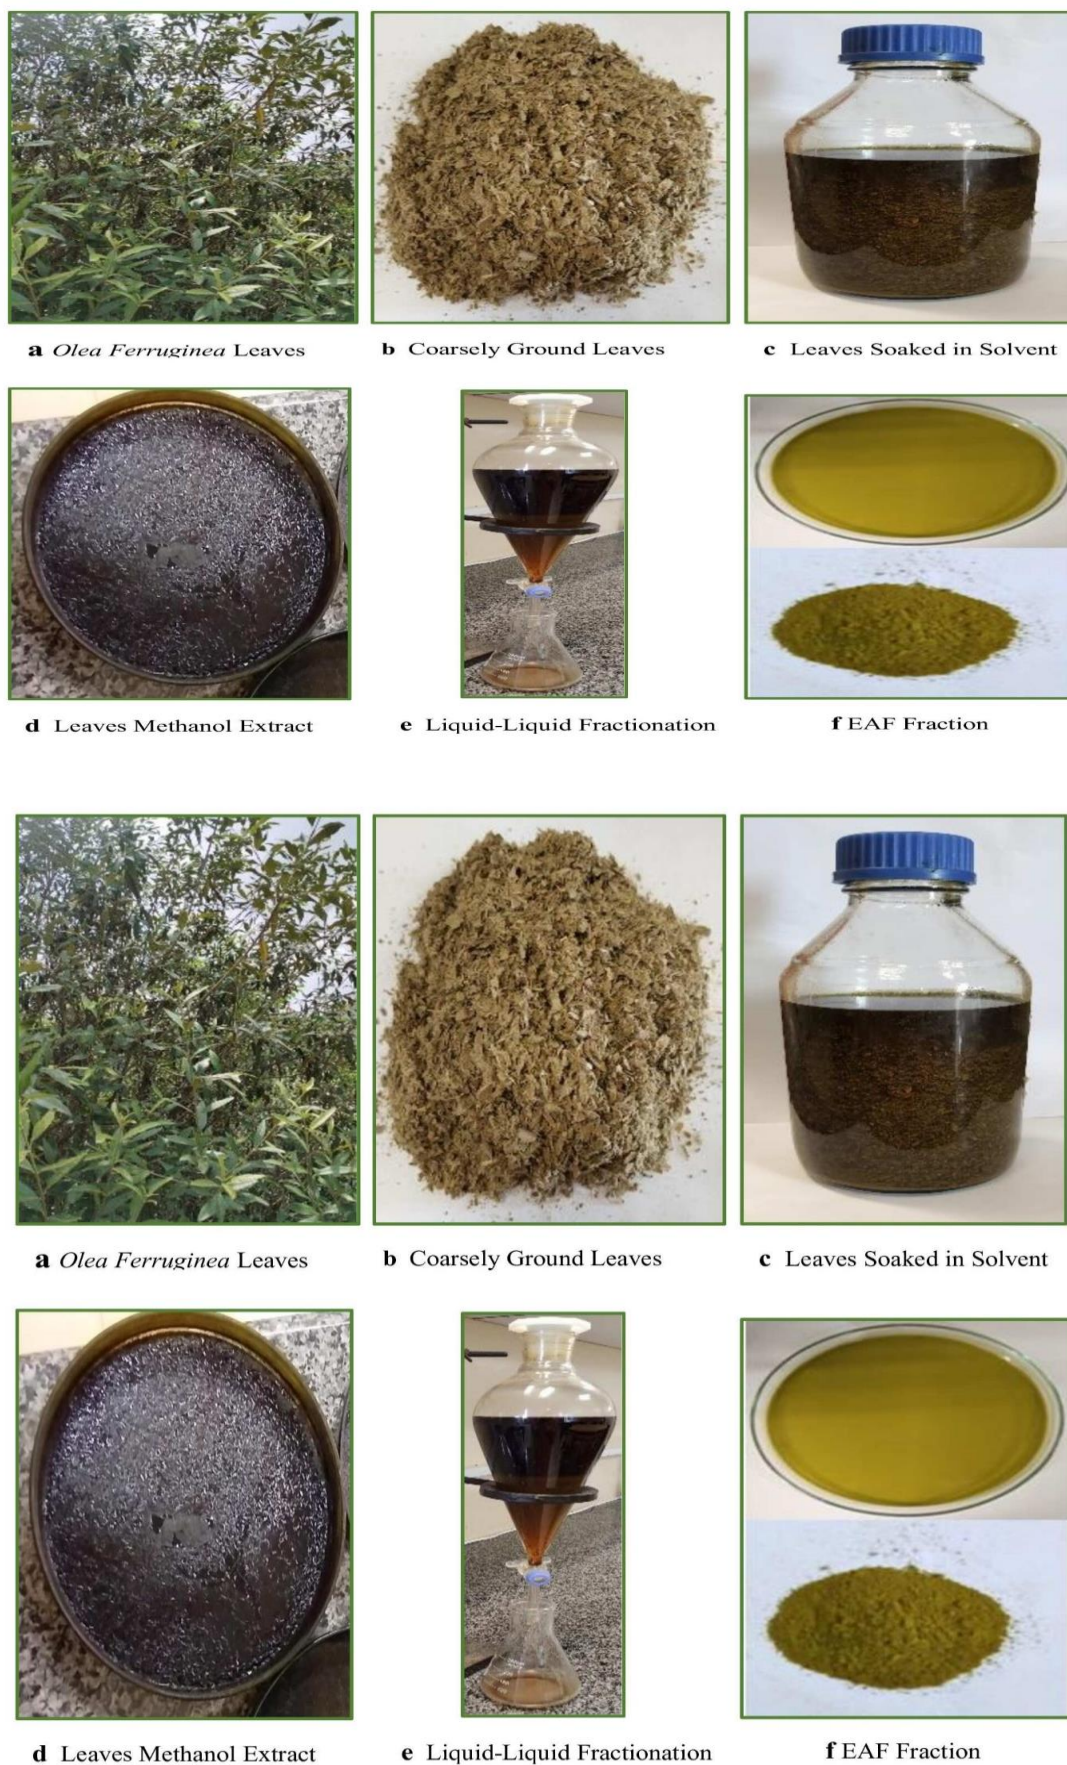 a Olea Ferruginea Leaves
b Coarsely Ground Leaves
c Leaves Soaked in Solvent
d Leaves Methanol Extract
e Liquid-Liquid Fractionation
f EAF Fraction
a Olea Ferruginea Leaves
b Coarsely Ground Leaves
c Leaves Soaked in Solvent
d Leaves Methanol Extract
e Liquid-Liquid Fractionation
f EAF Fraction